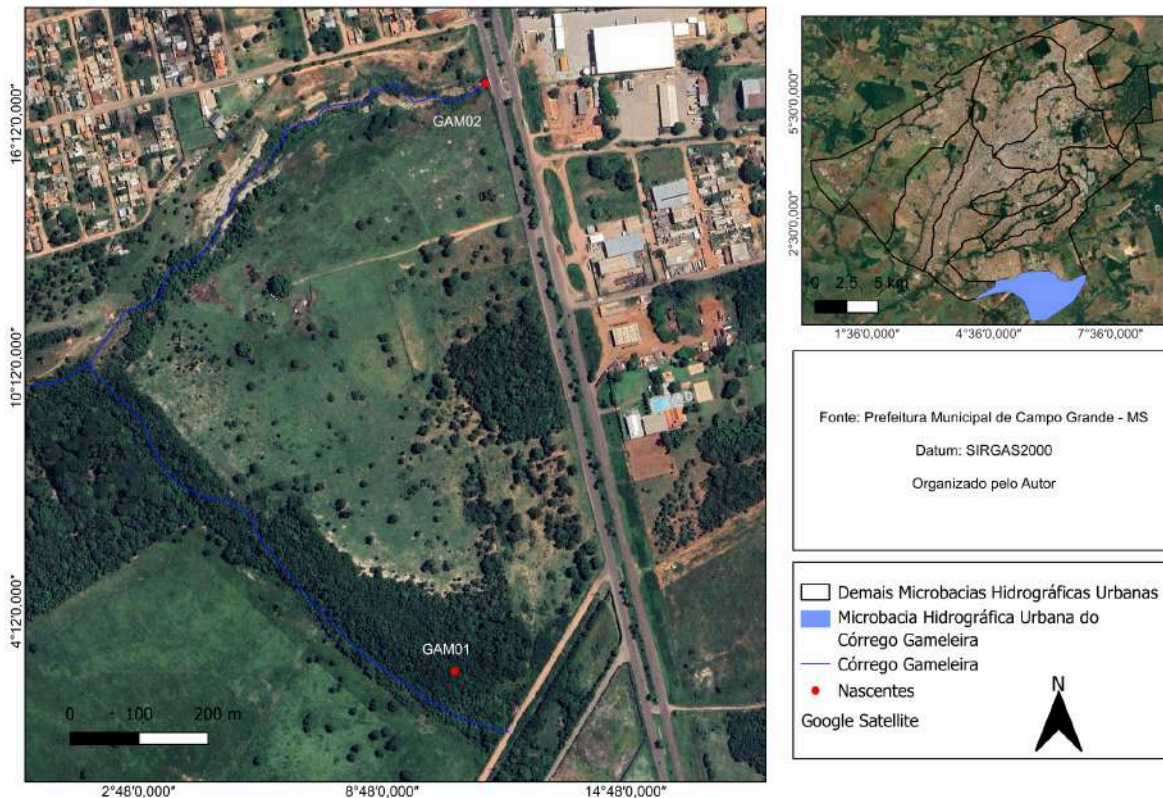 16°12'0,000"
10°12'0,000"
4°12'0,000"
GAM02
GAM01
0 100 200 m
2°48'0,000"
8°48'0,000"
14°48'0,000"
5°30'0,000"
2°30'0,000"
0 2,5 5 km
1°36'0,000"
4°36'0,000"
7°36'0,000"
Fonte: Prefeitura Municipal de Campo Grande - MS
Datum: SIRGAS2000
Organizado pelo Autor
Demais Microbacias Hidrográficas Urbanas
Microbacia Hidrográfica Urbana do
Córrego Gameleira
Córrego Gameleira
Nascentes
Google Satellite
N